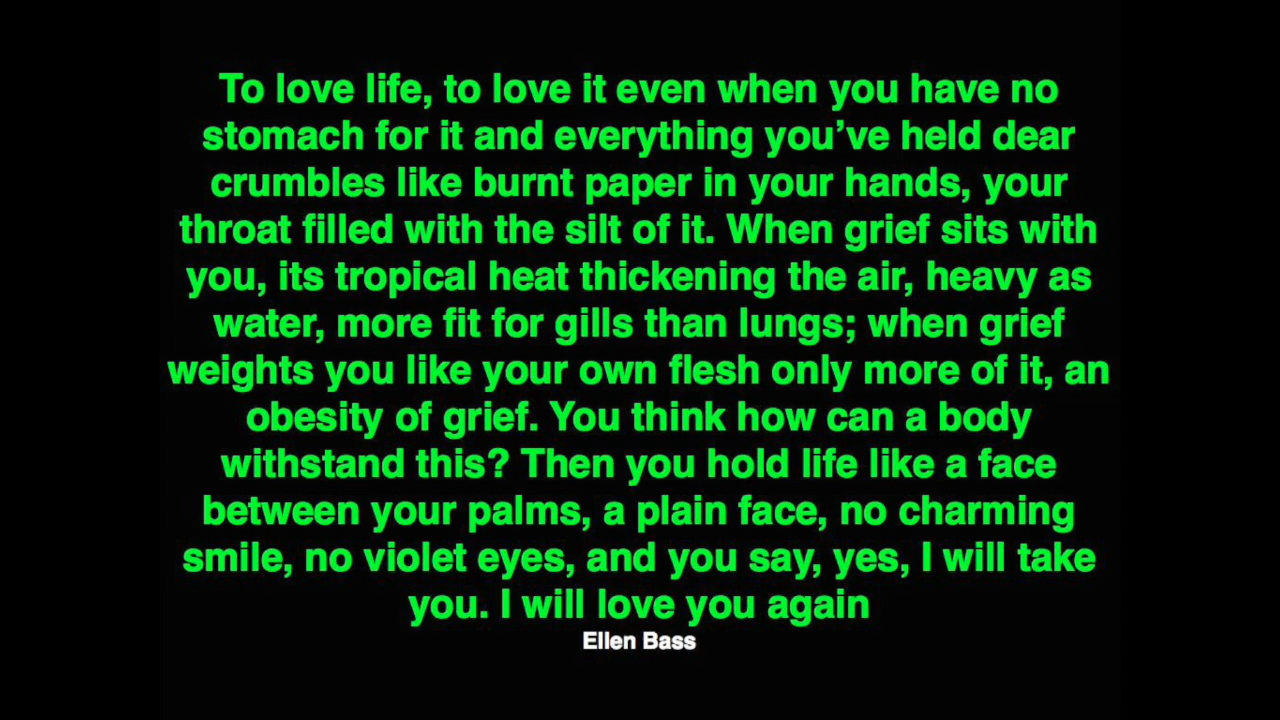 To love life, to love it even when you have no
stomach for it and everything you’ve held dear
crumbles like burnt paper in your hands, your
throat filled with the silt of it. When grief sits with
you, its tropical heat thickening the air, heavy as
water, more fit for gills than lungs; when grief
weights you like your own flesh only more of it, an
obesity of grief. You think how can a body
withstand this? Then you hold life like a face
between your palms, a plain face, no charming
smile, no violet eyes, and you say, yes, I will take
you. I will love you again
Ellen Bass